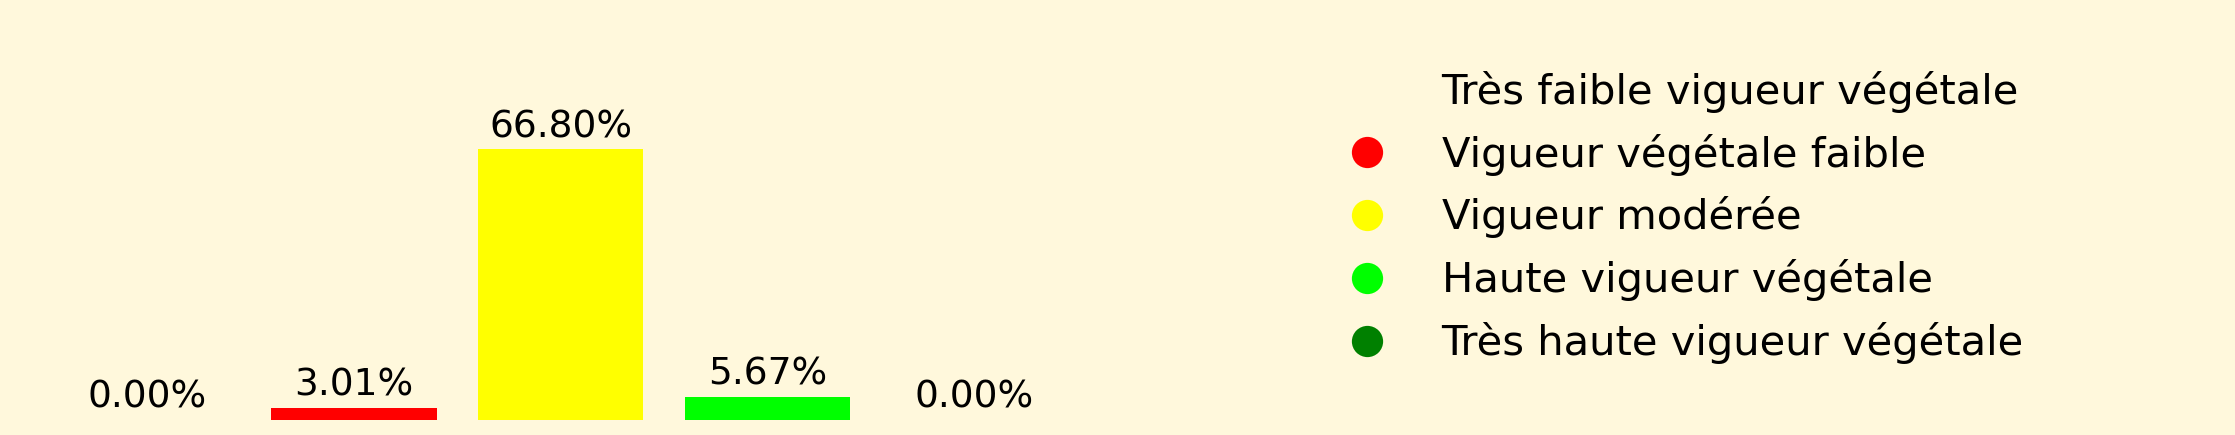 66.80%
5.67%
3.01%
0.00%
0.00%
Très faible vigueur végétale
Vigueur végétale faible
Vigueur modérée
Haute vigueur végétale
Très haute vigueur végétale